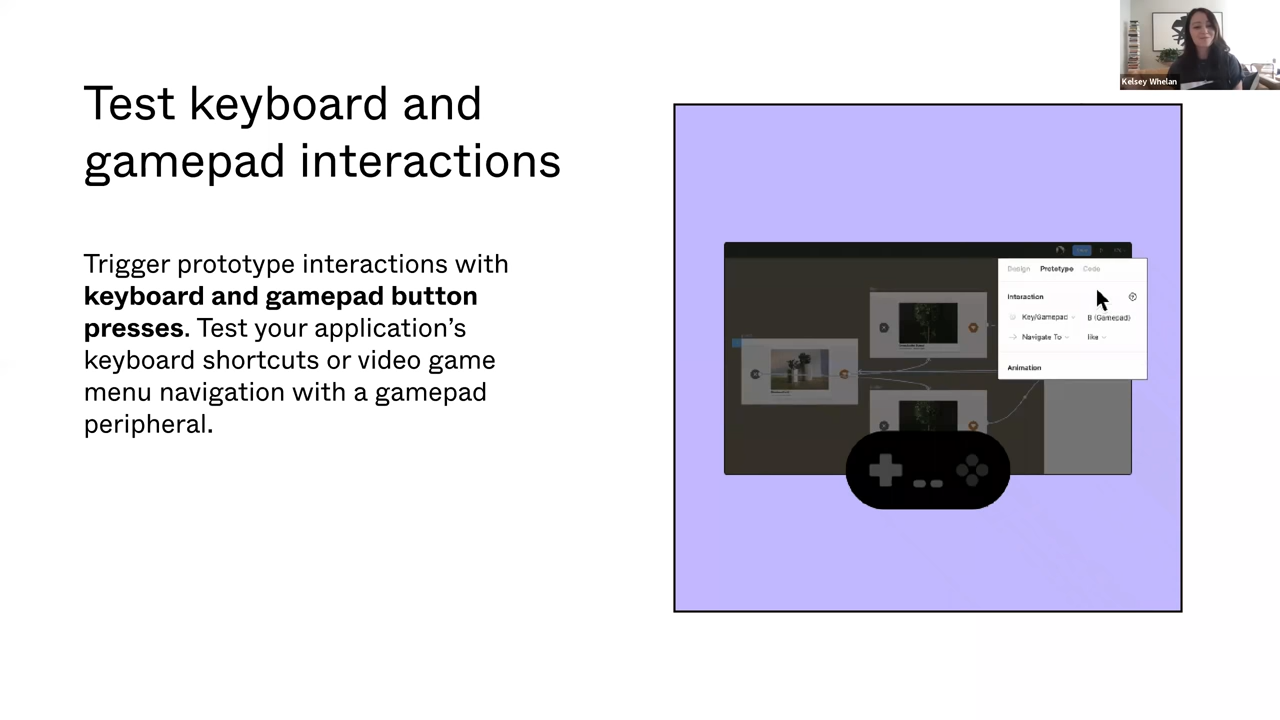 Test keyboard and
gamepad interactions
Trigger prototype interactions with
keyboard and gamepad button
presses. Test your application’s
keyboard shortcuts or video game
menu navigation with a gamepad
peripheral.
Kelsey Whelan
Design Prototype Code
Interaction
Key/Gamepad B (Gamepad)
Navigate To like
Animation